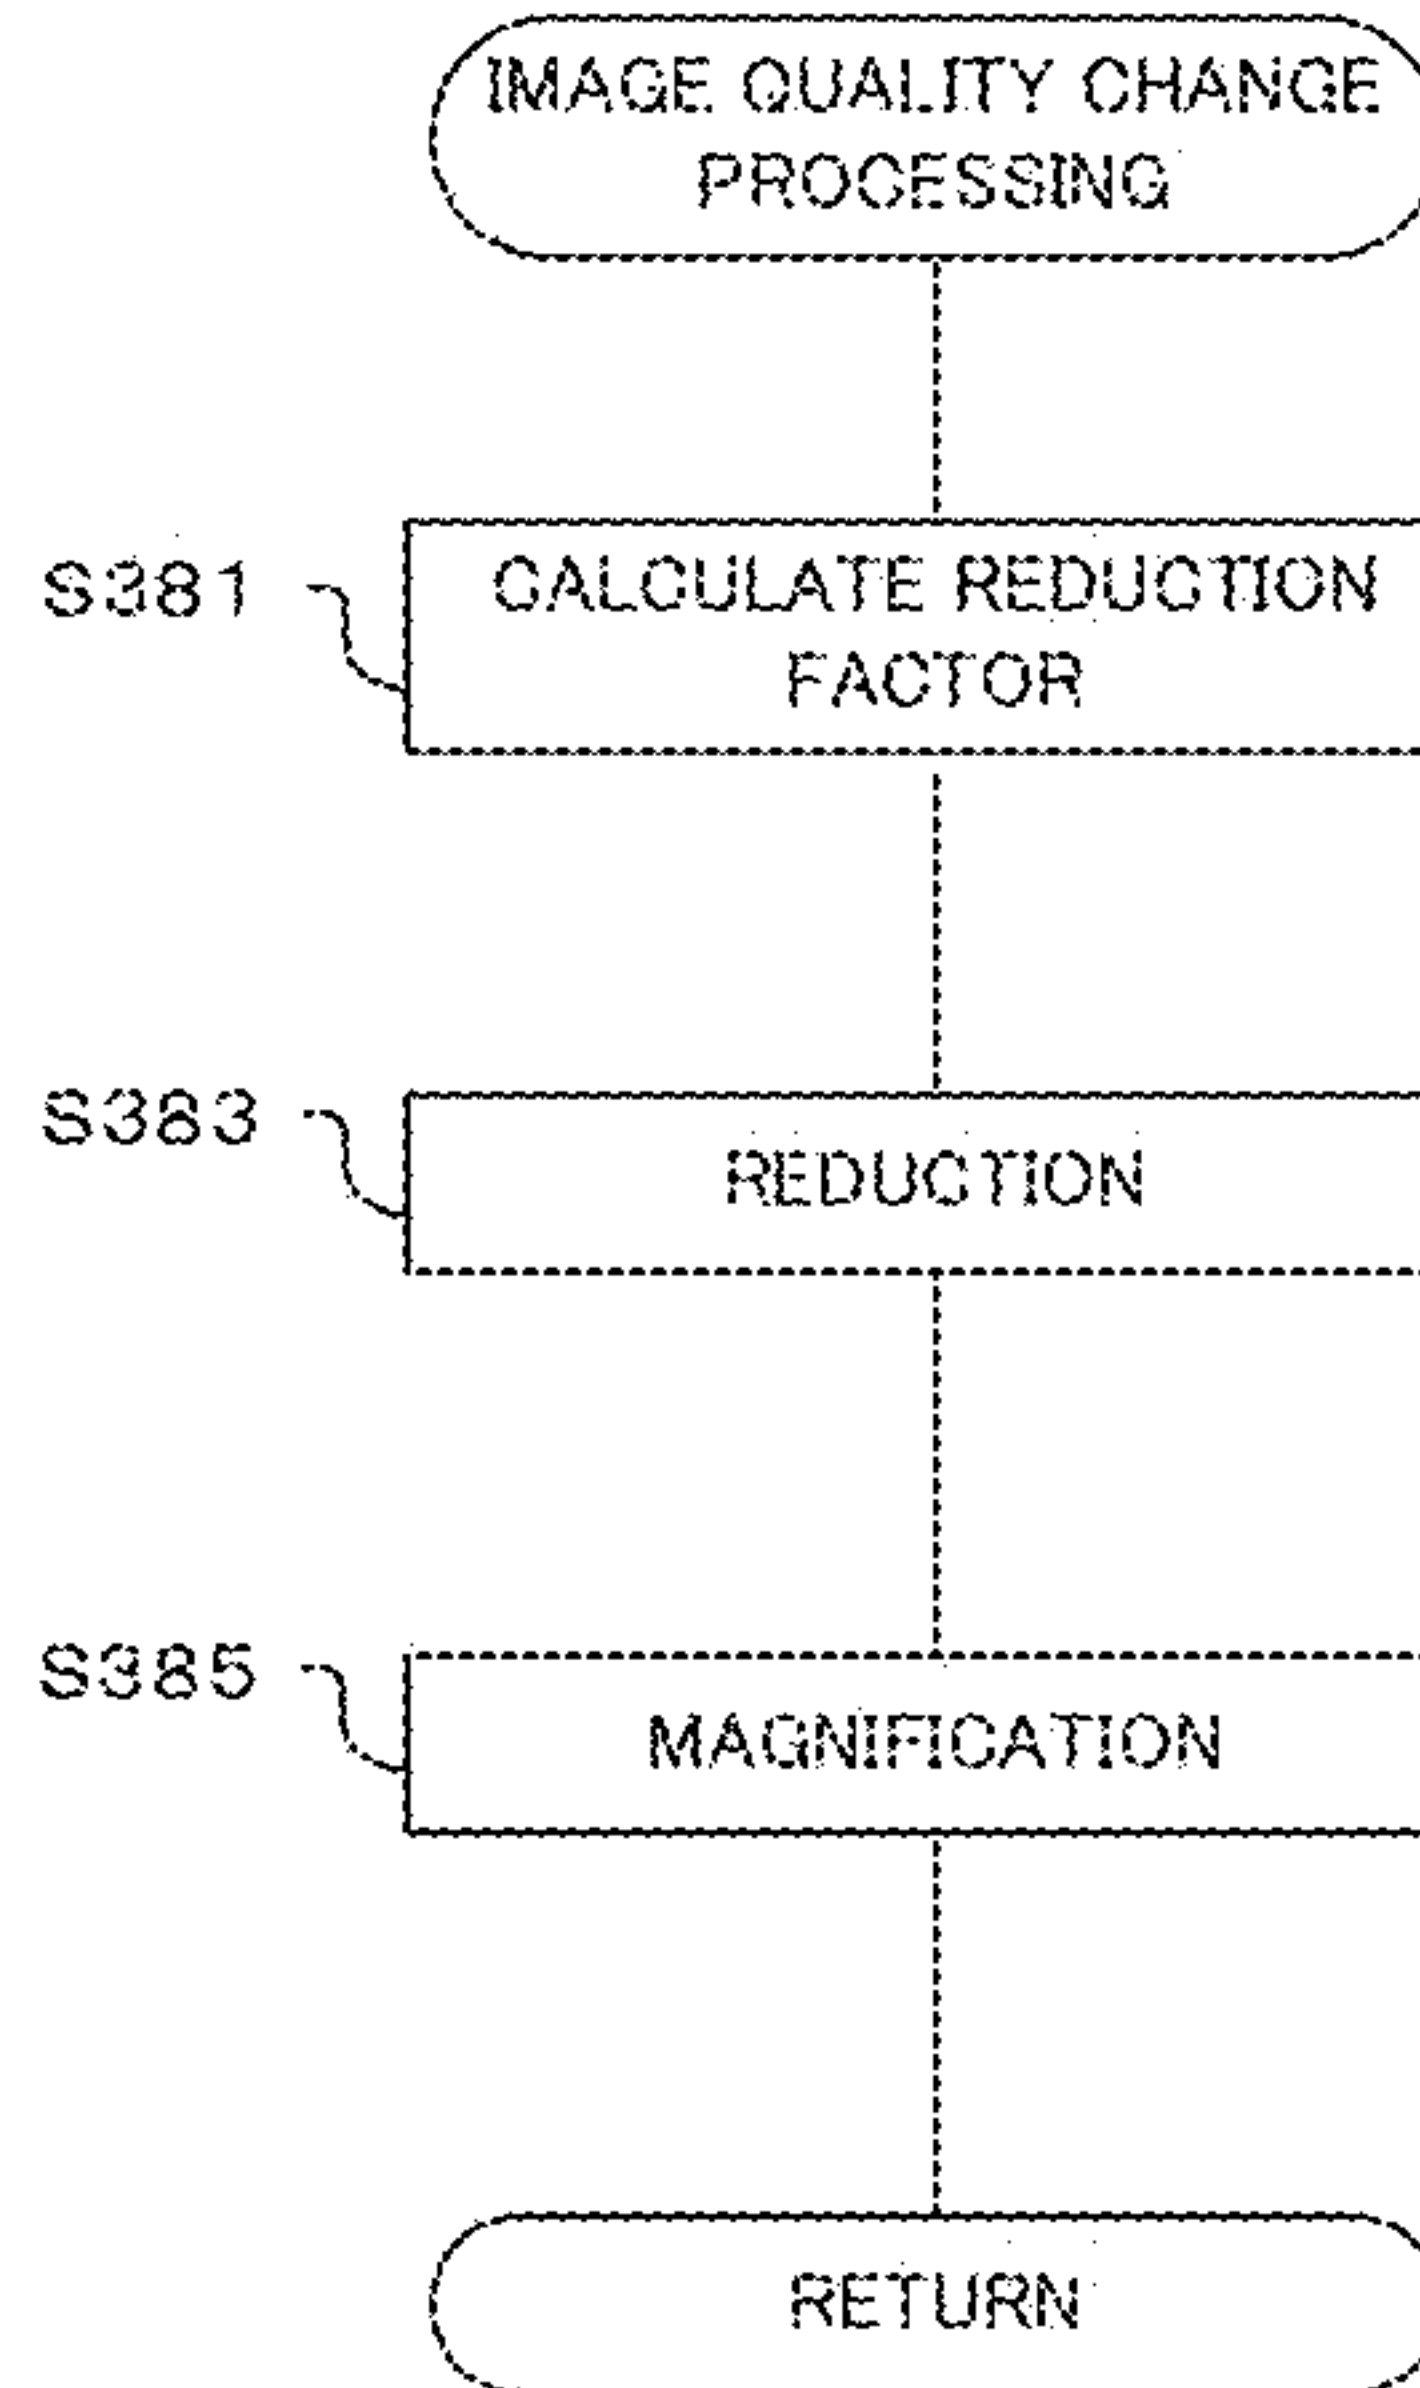 IMAGE QUALITY CHANGE
PROCESSING
S381
CALCULATE REDUCTION
FACTOR
S383
REDUCTION
S385
MAGNIFICATION
RETURN